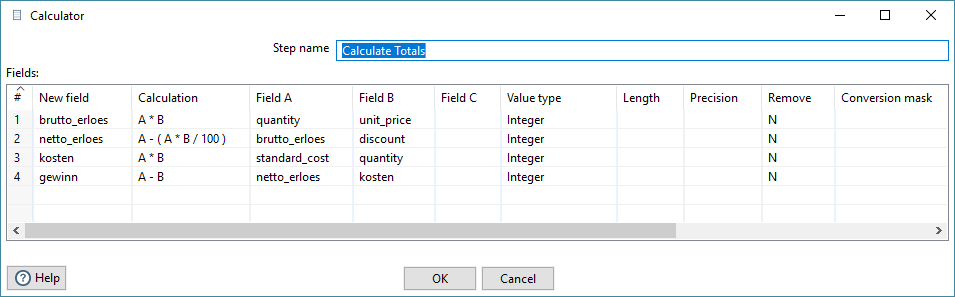 Calculator
Step name Calculate Totals
Fields:
# New field Calculation Field A Field B Field C Value type Length Precision Remove Conversion mask
1 brutto_erloes A * B quantity unit_price Integer N
2 netto_erloes A - ( A * B / 100 ) brutto_erloes discount Integer N
3 kosten A * B standard_cost quantity Integer N
4 gewinn A - B netto_erloes kosten Integer N
? Help OK Cancel